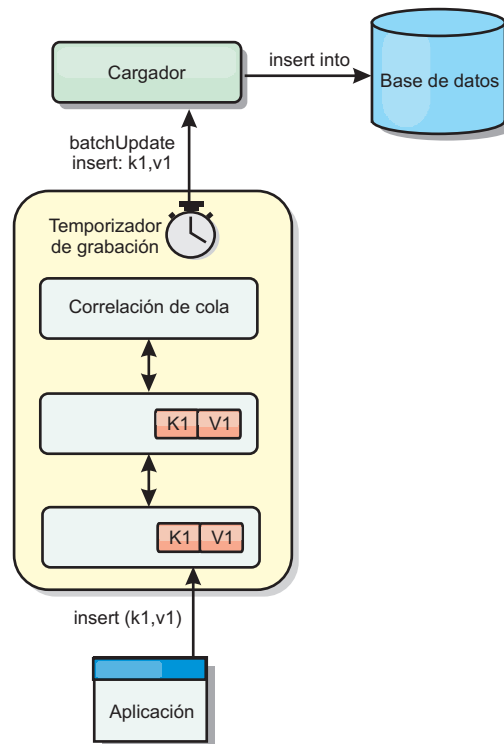 Cargador
insert into
Base de datos
batchUpdate
insert: k1,v1
Temporizador
de grabación
Correlación de cola
K1 V1
K1 V1
insert (k1,v1)
Aplicación